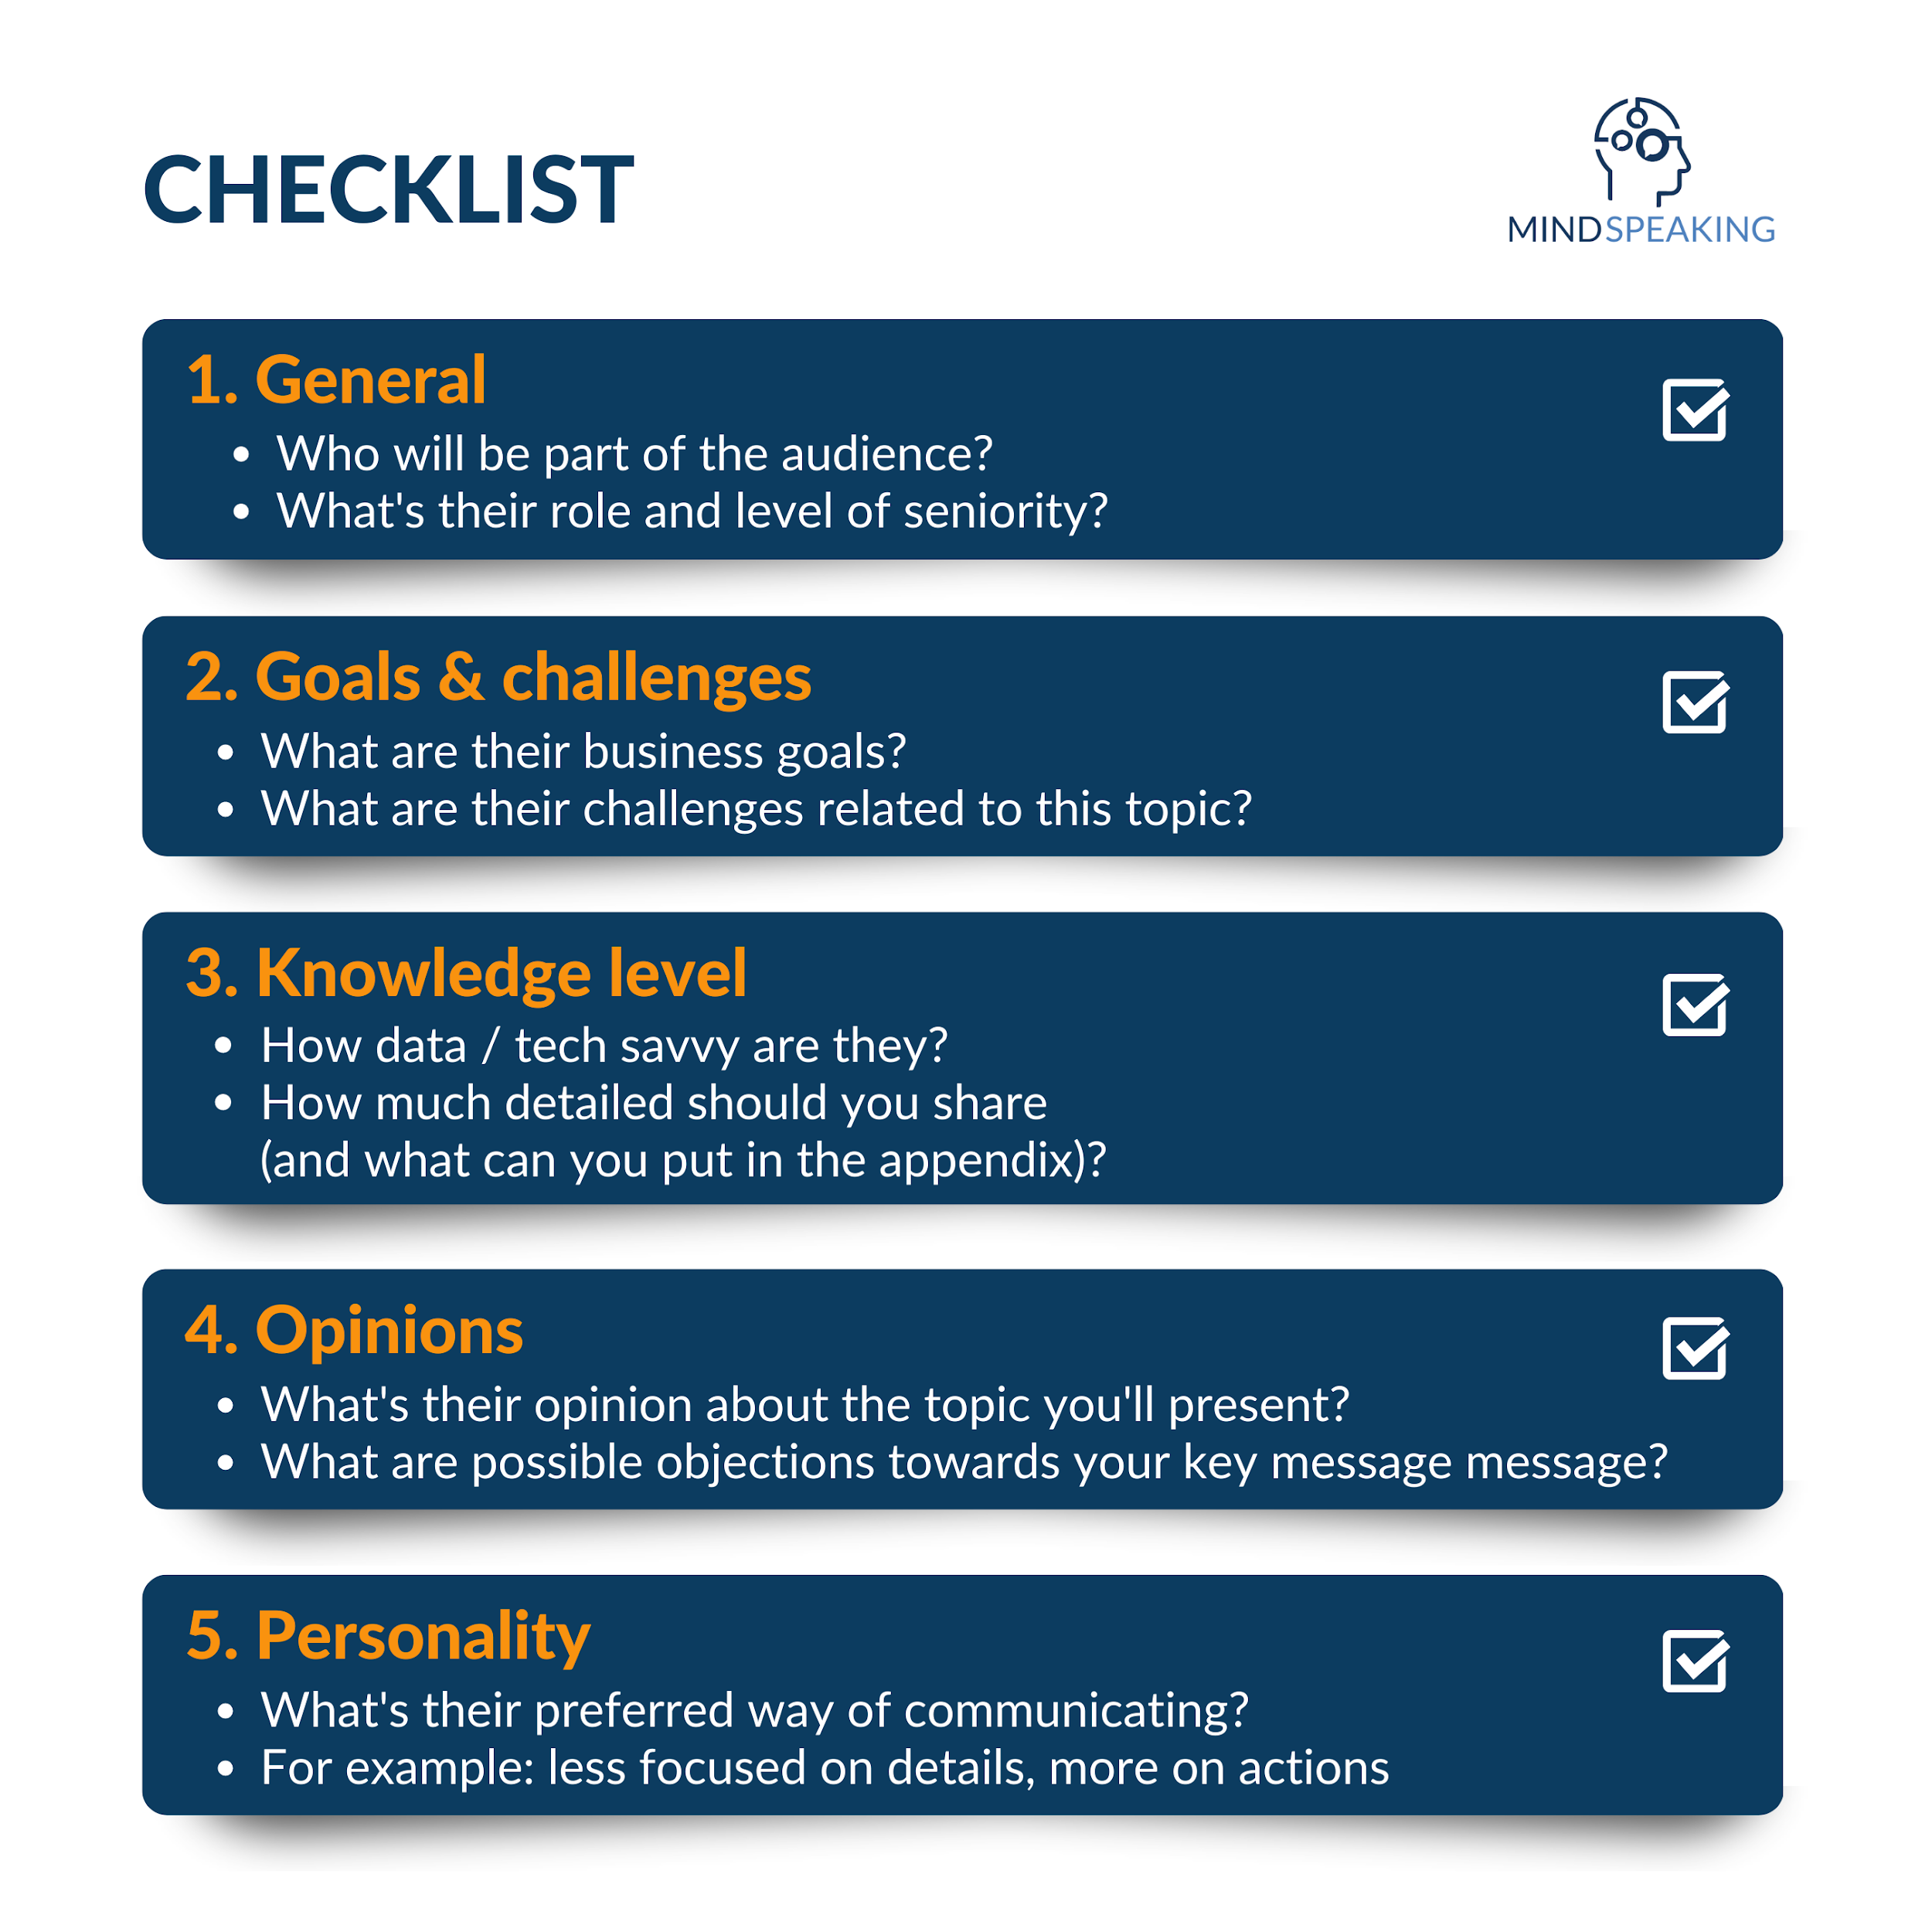 CHECKLIST
MINDSPEAKING
1. General
• Who will be part of the audience?
• What's their role and level of seniority?
2. Goals & challenges
• What are their business goals?
• What are their challenges related to this topic?
3. Knowledge level
• How data / tech savvy are they?
• How much detailed should you share
(and what can you put in the appendix)?
4. Opinions
• What's their opinion about the topic you'll present?
• What are possible objections towards your key message message?
5. Personality
• What's their preferred way of communicating?
• For example: less focused on details, more on actions